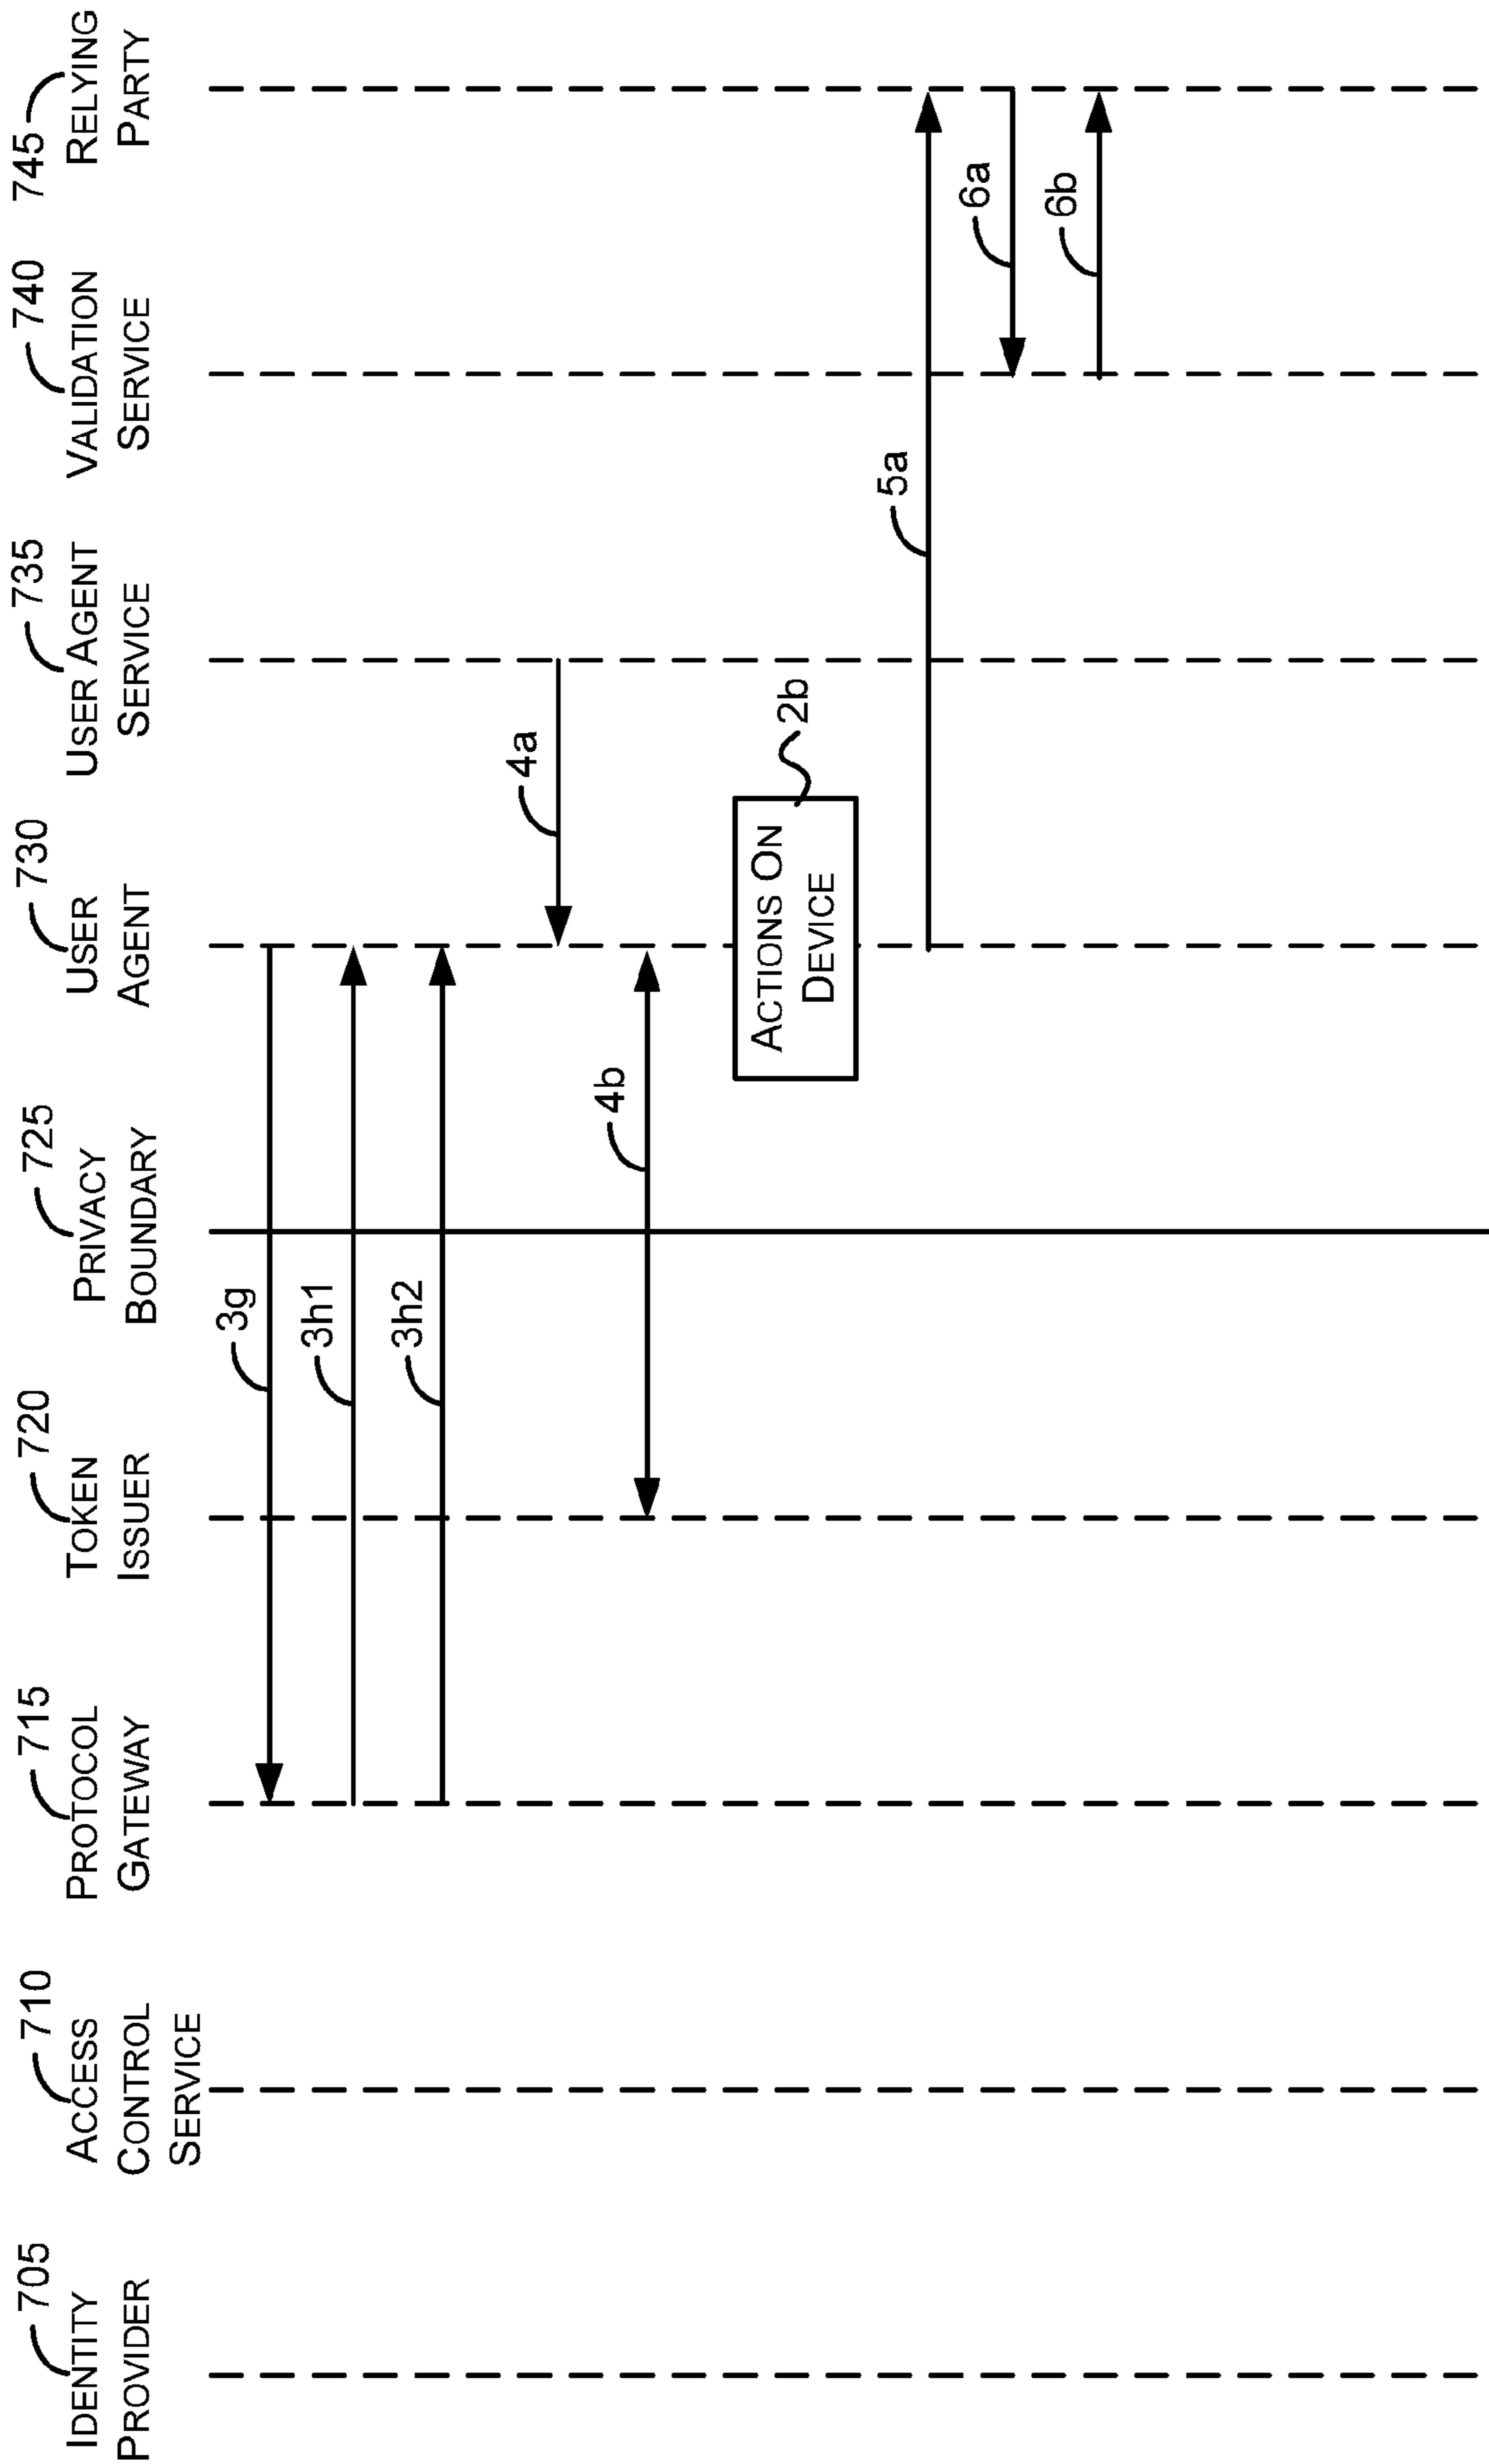 705
IDENTITY
PROVIDER
710
ACCESS
CONTROL
SERVICE
715
PROTOCOL
GATEWAY
720
TOKEN
ISSUER
725
PRIVACY
BOUNDARY
730
USER
AGENT
735
USER AGENT
SERVICE
740
VALIDATION
SERVICE
745
RELYING
PARTY
3g
3h1
3h2
4a
4b
ACTIONS ON
DEVICE
2b
5a
6a
6b